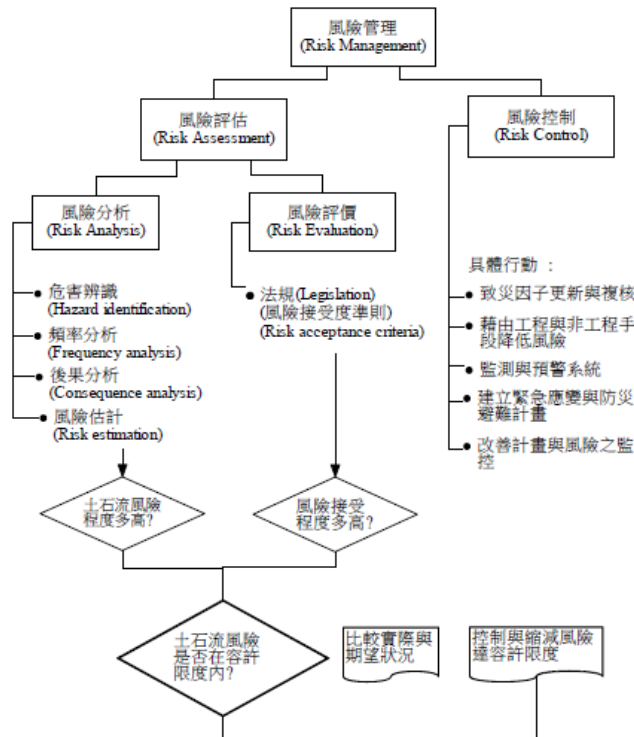 風險管理
(Risk Management)
風險評估
(Risk Assessment)
風險控制
(Risk Control)
風險分析
(Risk Analysis)
風險評價
(Risk Evaluation)
危害辨識
(Hazard identification)
頻率分析
(Frequency analysis)
後果分析
(Consequence analysis)
風險估計
(Risk estimation)
法規(Legislation)
(風險接受度準則)
(Risk acceptance criteria)
具體行動 :
致災因子更新與複核
藉由工程與非工程手
段降低風險
監測與預警系統
建立緊急應變與防災
避難計畫
改善計畫與風險之監
控
土石流風險
程度多高?
風險接受
程度多高?
土石流風險
是否在容許
限度內?
比較實際與
期望狀況
控制與縮減風險
達容許限度